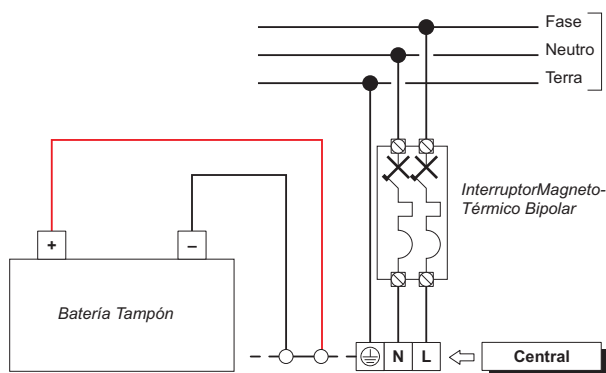 Fase
Neutro
Terra
InterruptorMagneto-
Térmico Bipolar
+
–
Batería Tampón
N
L
Central